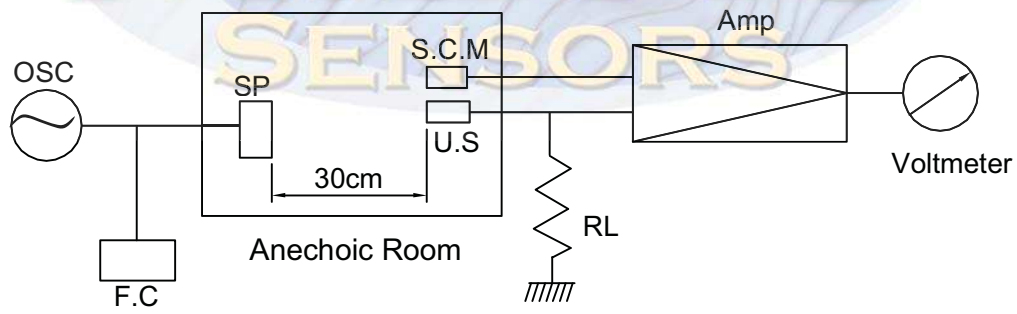 SENSORS
Amp
OSC
SP
S.C.M
U.S
30cm
Voltmeter
RL
Anechoic Room
F.C